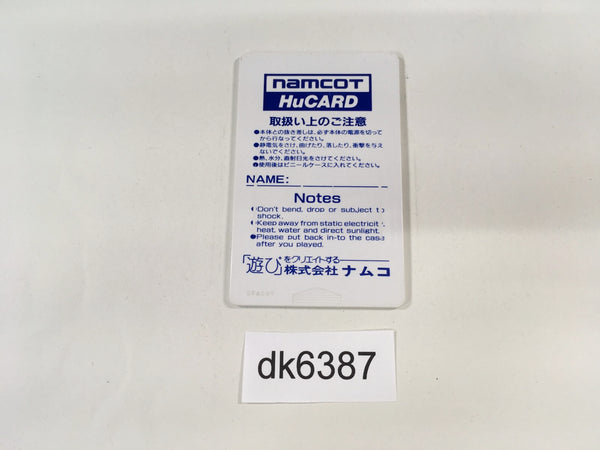 namcot
HuCARD
取扱い上のご注意
●本体との抜き差しは、必ず本体の電源を切って
から行なってください。
●静電気をさけ、曲げたり、落したり、衝撃を与え
ないでください。
●熱、水分、直射日光をさけてください。
●使用後はビニールケースに入れてください。
NAME:
Notes
●Don't bend, drop or subject to
shock.
●Keep away from static electricity,
heat, water and direct sunlight.
●Please put back in-to the case
after you played.
「遊び」をクリエイトする
株式会社ナムコ
dk6387